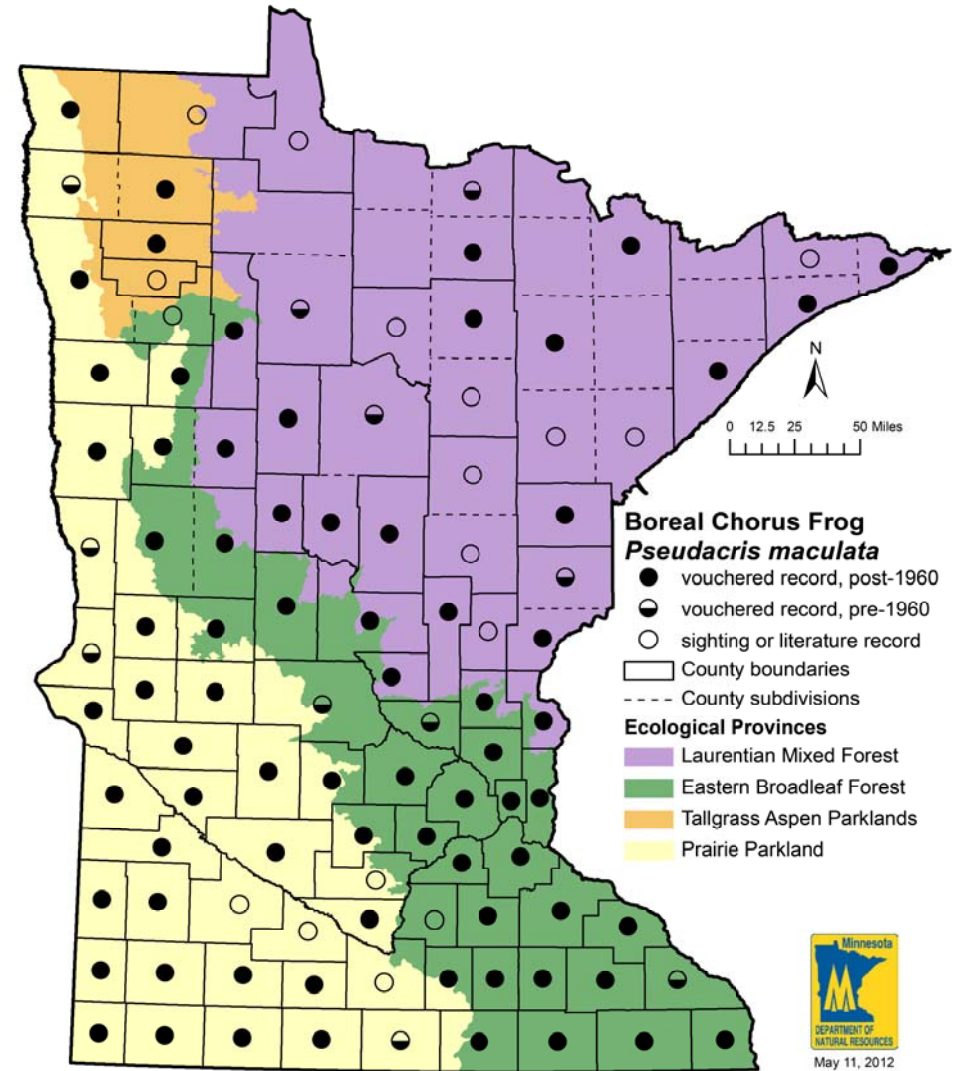 N
0 12.5 25 50 Miles
Boreal Chorus Frog
Pseudacris maculata
vouchered record, post-1960
vouchered record, pre-1960
sighting or literature record
County boundaries
County subdivisions
Ecological Provinces
Laurentian Mixed Forest
Eastern Broadleaf Forest
Tallgrass Aspen Parklands
Prairie Parkland
Minnesota
DEPARTMENT OF
NATURAL RESOURCES
May 11, 2012